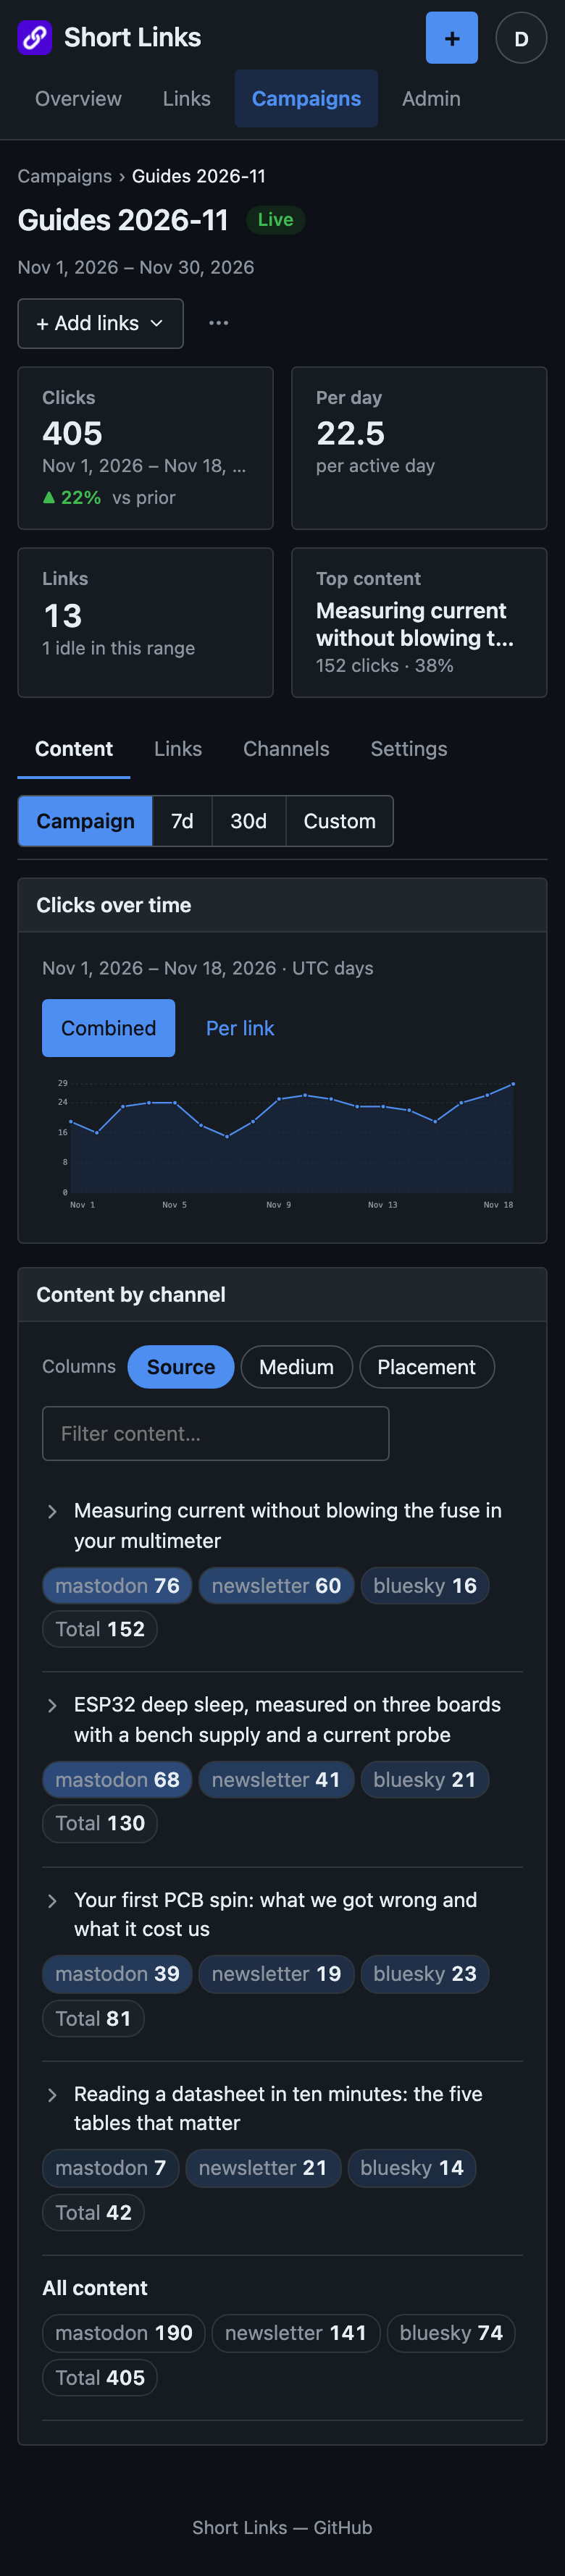 Short Links
+
D
Overview
Links
Campaigns
Admin
Campaigns › Guides 2026-11
Guides 2026-11
Live
Nov 1, 2026 – Nov 30, 2026
+ Add links
···
Clicks
405
Nov 1, 2026 – Nov 18, ...
▲ 22% vs prior
Per day
22.5
per active day
Links
13
1 idle in this range
Top content
Measuring current
without blowing t...
152 clicks · 38%
Content
Links
Channels
Settings
Campaign
7d
30d
Custom
Clicks over time
Nov 1, 2026 – Nov 18, 2026 · UTC days
Combined
Per link
29
24
16
8
0
Nov 1
Nov 5
Nov 9
Nov 13
Nov 18
Content by channel
Columns
Source
Medium
Placement
Filter content...
Measuring current without blowing the fuse in
your multimeter
mastodon 76
newsletter 60
bluesky 16
Total 152
ESP32 deep sleep, measured on three boards
with a bench supply and a current probe
mastodon 68
newsletter 41
bluesky 21
Total 130
Your first PCB spin: what we got wrong and
what it cost us
mastodon 39
newsletter 19
bluesky 23
Total 81
Reading a datasheet in ten minutes: the five
tables that matter
mastodon 7
newsletter 21
bluesky 14
Total 42
All content
mastodon 190
newsletter 141
bluesky 74
Total 405
Short Links — GitHub